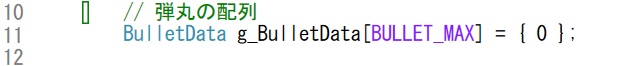 10 // 弾丸の配列
11 BulletData g_BulletData[BULLET_MAX] = { 0 };
12